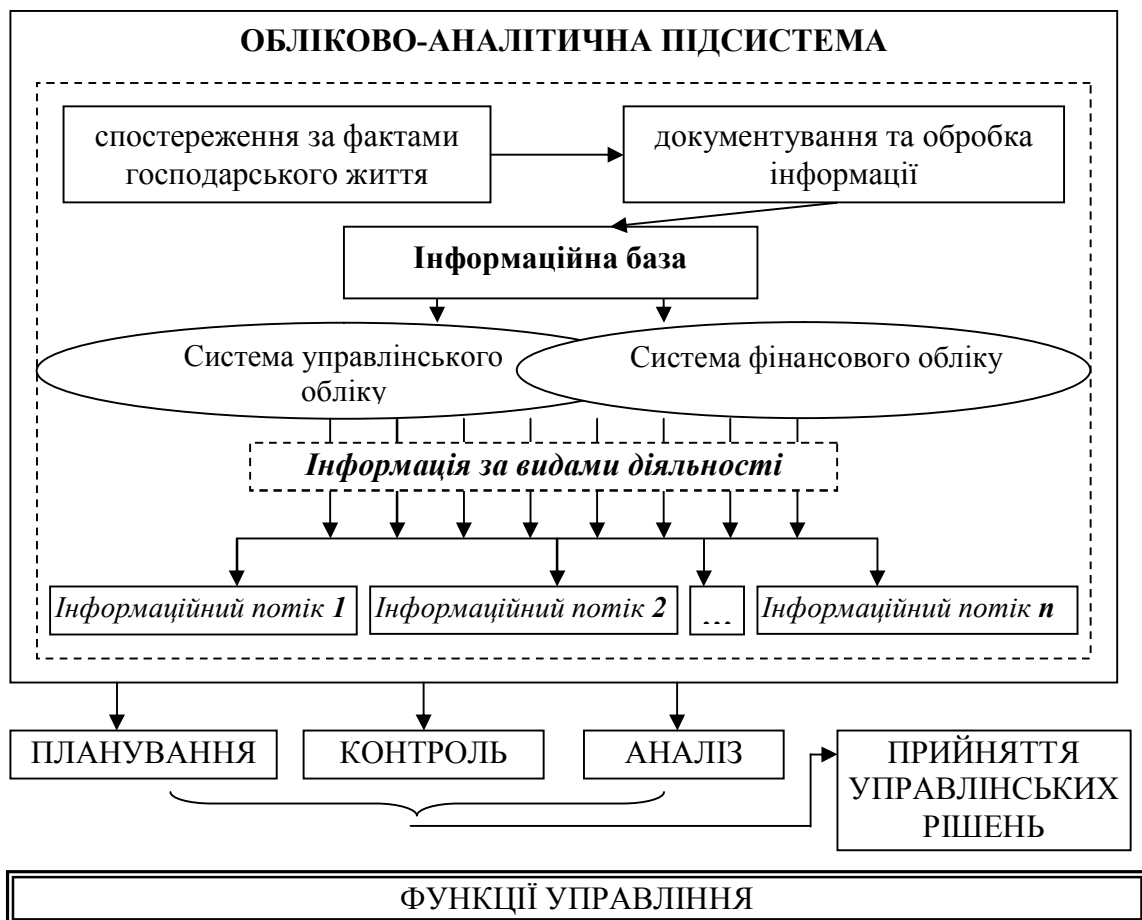 ОБЛІКОВО-АНАЛІТИЧНА ПІДСИСТЕМА
спостереження за фактами
господарського життя
документування та обробка
інформації
Інформаційна база
Система управлінського
обліку
Система фінансового обліку
Інформація за видами діяльності
Інформаційний потік 1
Інформаційний потік 2
…
Інформаційний потік n
ПЛАНУВАННЯ
КОНТРОЛЬ
АНАЛІЗ
ПРИЙНЯТТЯ
УПРАВЛІНСЬКИХ
РІШЕНЬ
ФУНКЦІЇ УПРАВЛІННЯ